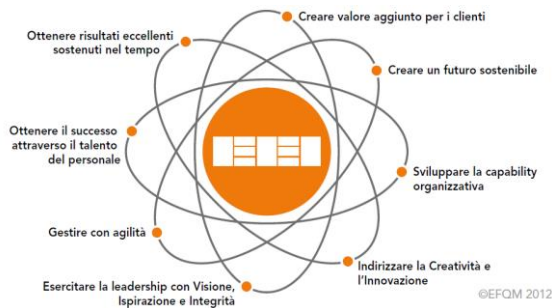 Creare valore aggiunto per i clienti
Ottenere risultati eccellenti
sostenuti nel tempo
Creare un futuro sostenibile
Ottenere il successo
attraverso il talento
del personale
Sviluppare la capability
organizzativa
Gestire con agilità
Indirizzare la Creatività e
l'Innovazione
Esercitare la leadership con Visione,
Ispirazione e Integrità
©EFQM 2012